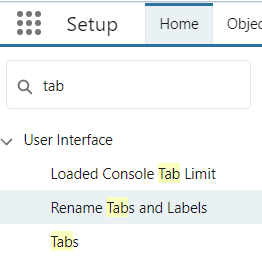 Setup Home Objec
tab
User Interface
Loaded Console Tab Limit
Rename Tabs and Labels
Tabs